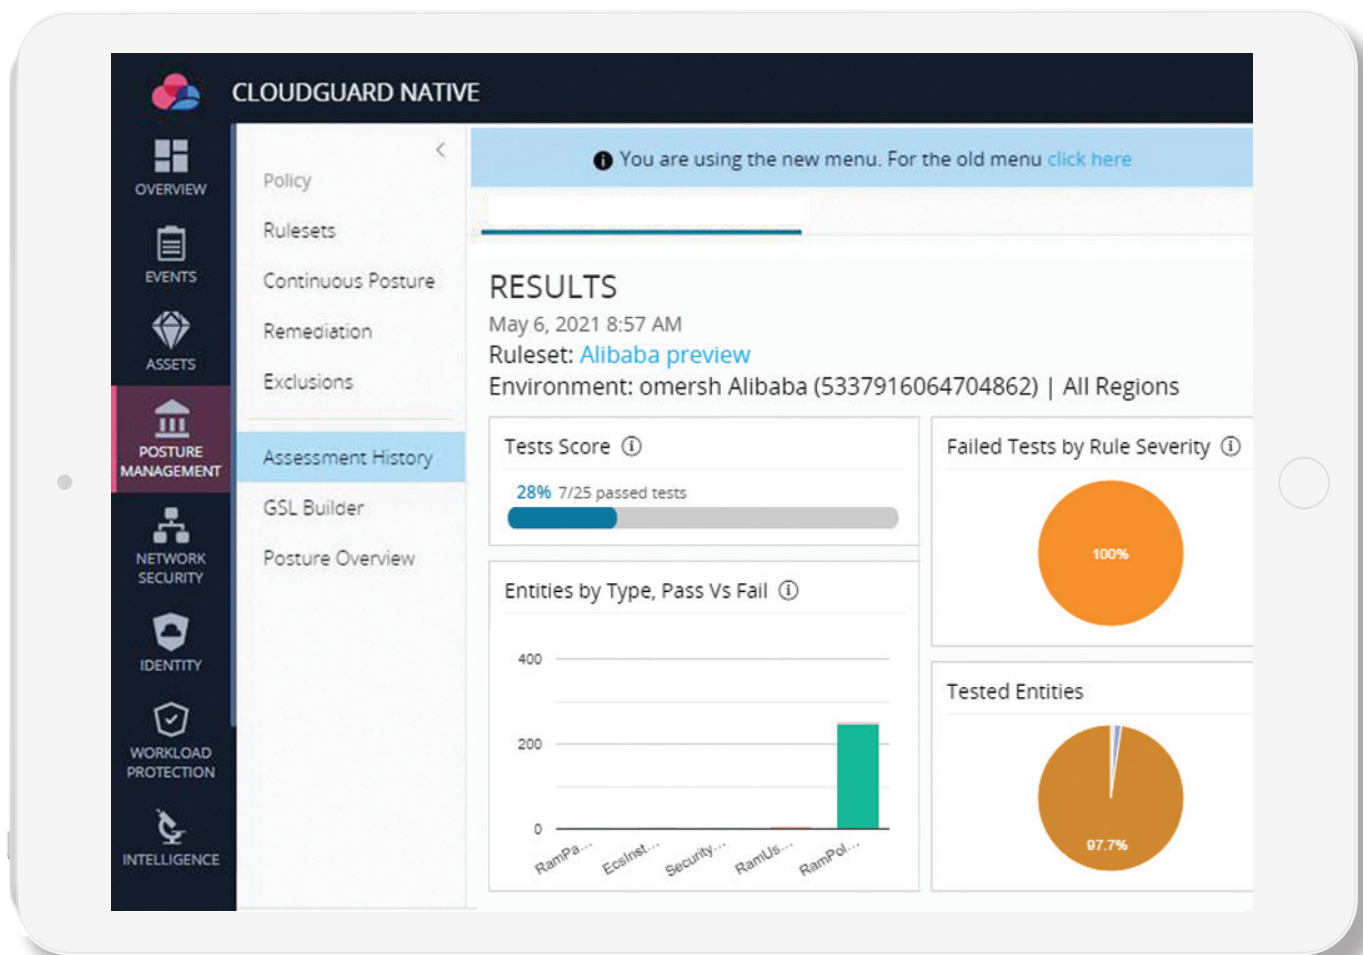 CLOUDGUARD NATIVE
OVERVIEW
EVENTS
ASSETS
POSTURE
MANAGEMENT
NETWORK
SECURITY
IDENTITY
WORKLOAD
PROTECTION
INTELLIGENCE
Policy
Rulesets
Continuous Posture
Remediation
Exclusions
Assessment History
GSL Builder
Posture Overview
You are using the new menu. For the old menu click here
RESULTS
May 6, 2021 8:57 AM
Ruleset: Alibaba preview
Environment: omersh Alibaba (5337916064704862) | All Regions
Tests Score
28% 7/25 passed tests
Entities by Type, Pass Vs Fail
400
200
0
RamPa...
EcsInst...
Security...
RamUs...
RamPol...
Failed Tests by Rule Severity
100%
Tested Entities
97.7%